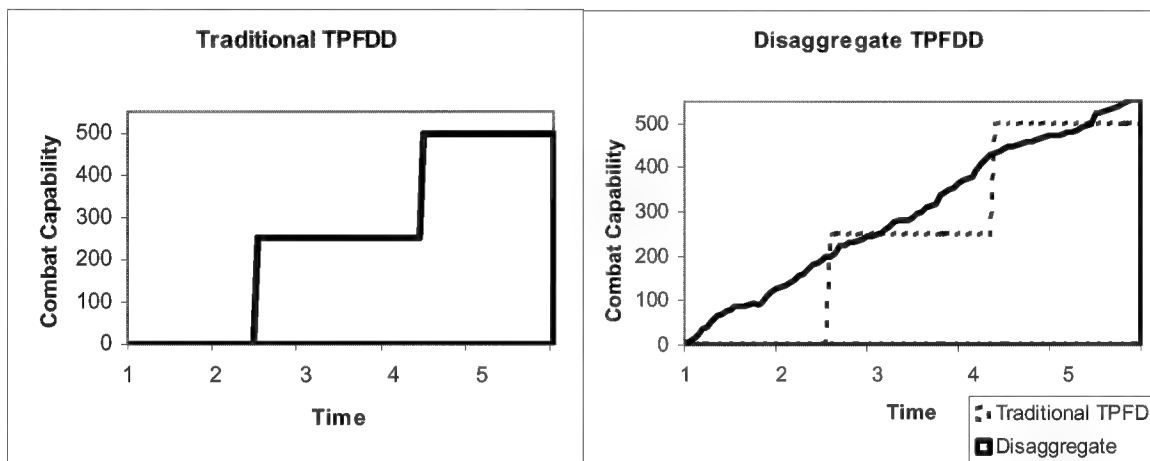 Traditional TPFDD
Combat Capability
500
400
300
200
100
0
1 2 3 4 5
Time
Disaggregate TPFDD
Combat Capability
500
400
300
200
100
0
1 2 3 4 5
Time
Traditional TPFD
Disaggregate